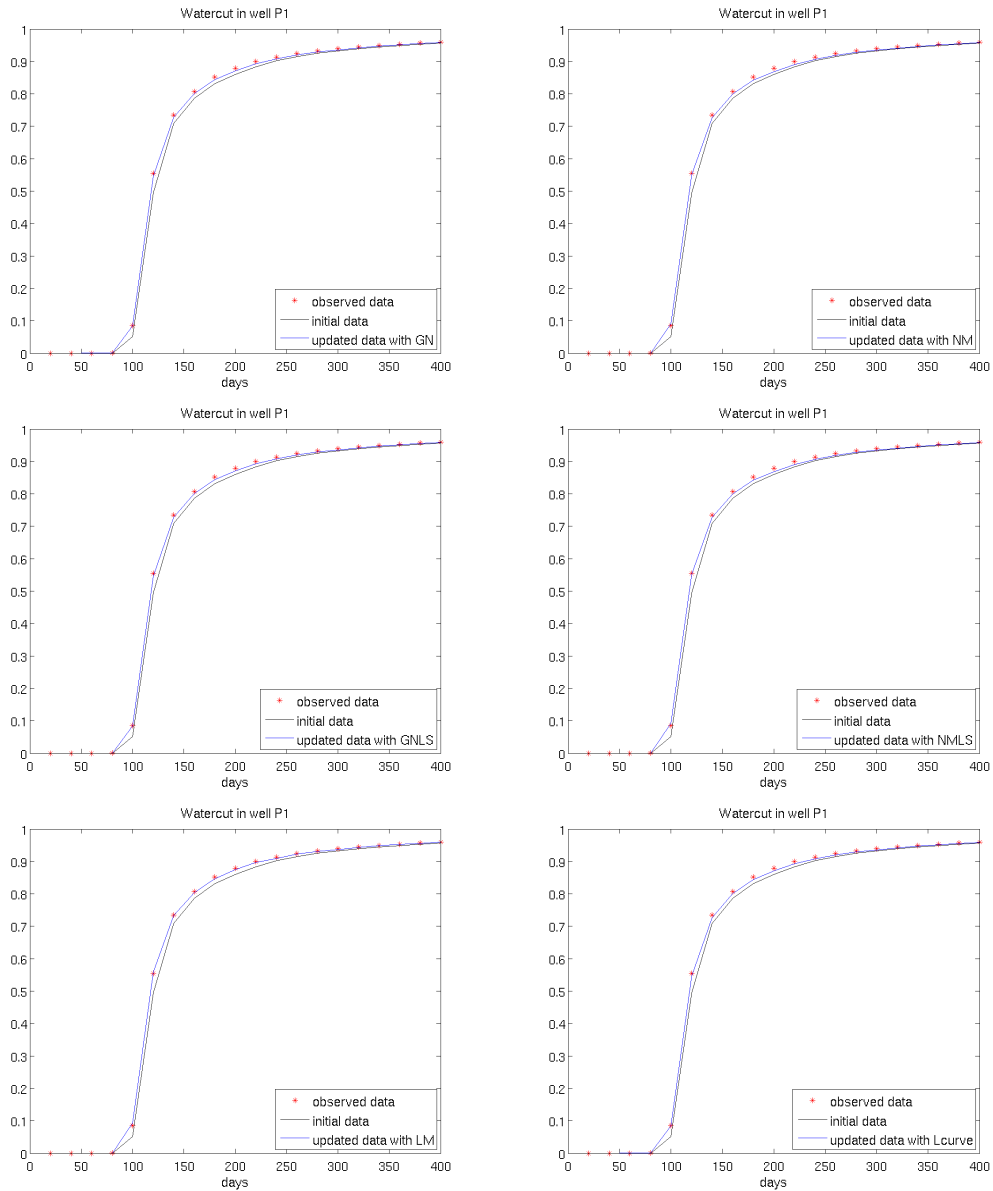 Watercut in well P1
1
0.9
0.8
0.7
0.6
0.5
0.4
0.3
0.2
0.1
0
0 50 100 150 200 250 300 350 400
days
observed data
initial data
updated data with GN
Watercut in well P1
1
0.9
0.8
0.7
0.6
0.5
0.4
0.3
0.2
0.1
0
0 50 100 150 200 250 300 350 400
days
observed data
initial data
updated data with NM
Watercut in well P1
1
0.9
0.8
0.7
0.6
0.5
0.4
0.3
0.2
0.1
0
0 50 100 150 200 250 300 350 400
days
observed data
initial data
updated data with GNLS
Watercut in well P1
1
0.9
0.8
0.7
0.6
0.5
0.4
0.3
0.2
0.1
0
0 50 100 150 200 250 300 350 400
days
observed data
initial data
updated data with NMLS
Watercut in well P1
1
0.9
0.8
0.7
0.6
0.5
0.4
0.3
0.2
0.1
0
0 50 100 150 200 250 300 350 400
days
observed data
initial data
updated data with LM
Watercut in well P1
1
0.9
0.8
0.7
0.6
0.5
0.4
0.3
0.2
0.1
0
0 50 100 150 200 250 300 350 400
days
observed data
initial data
updated data with Lcurve